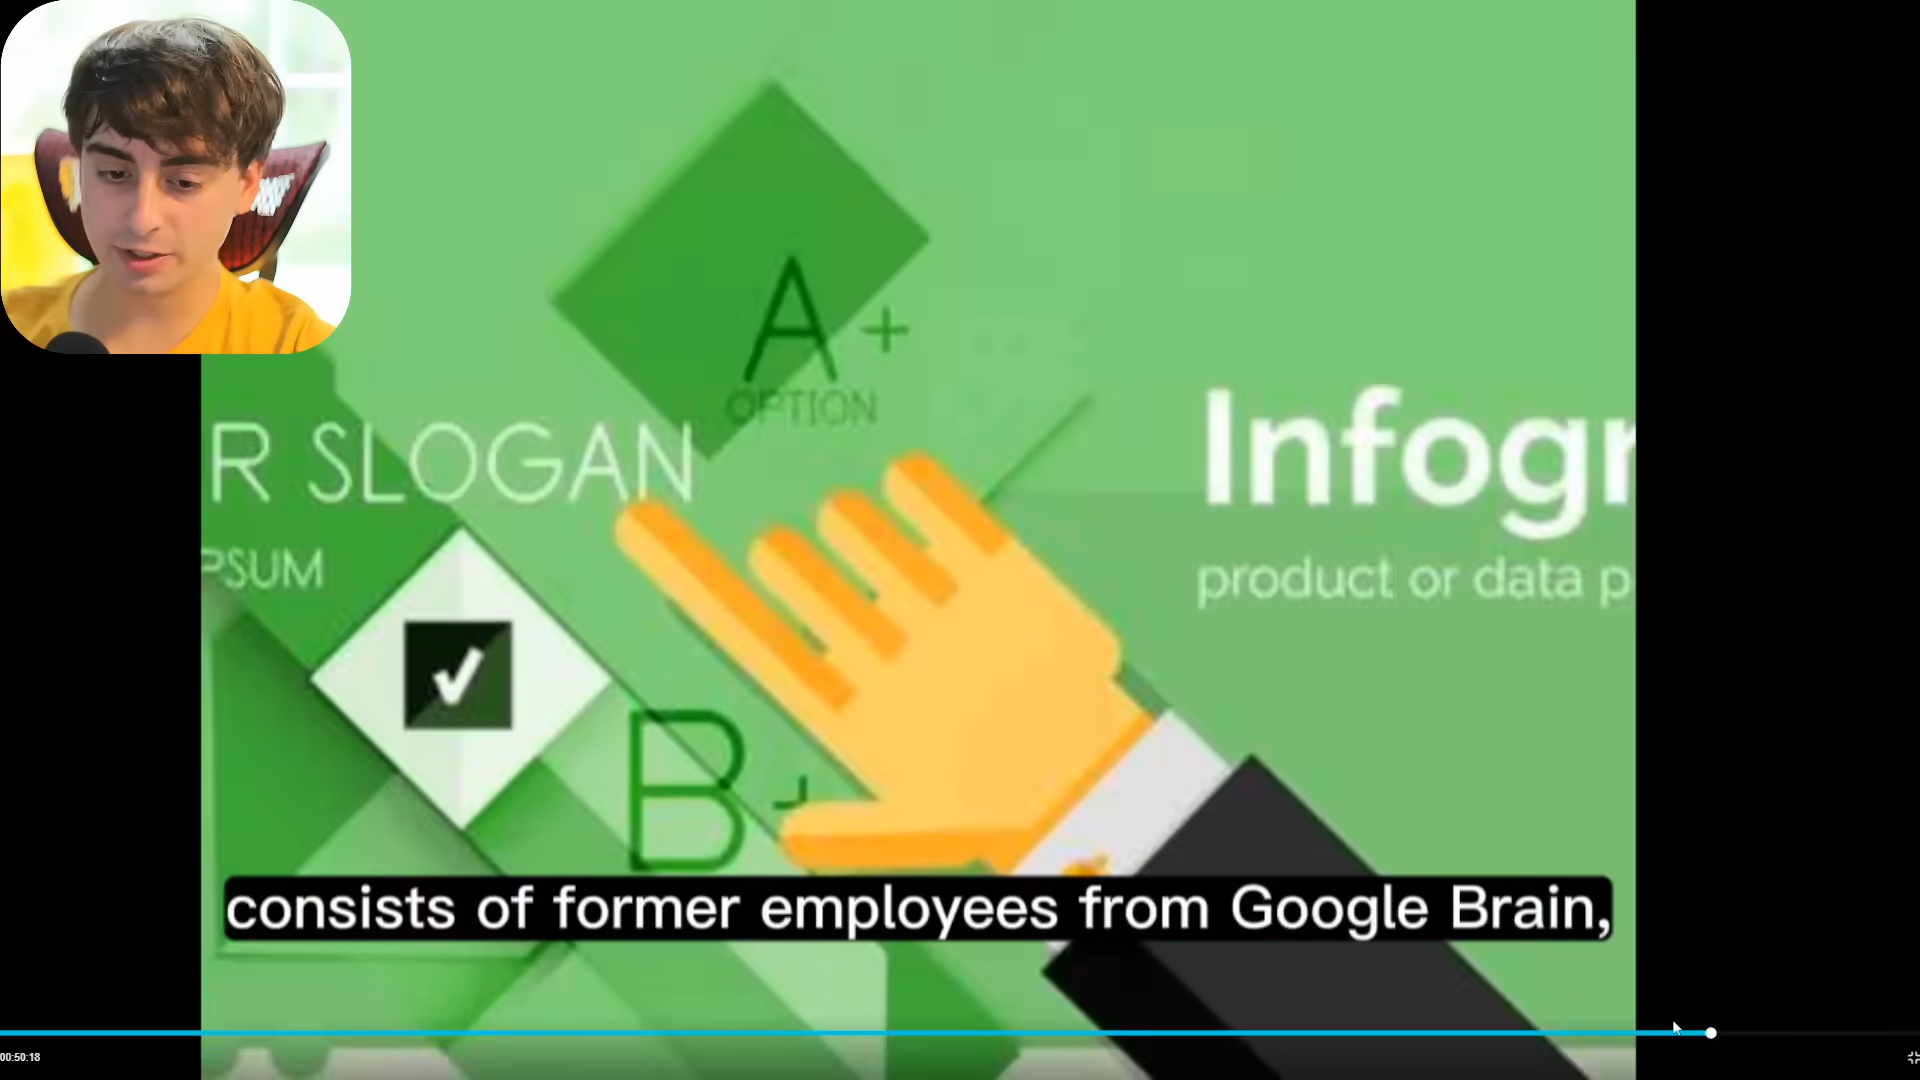 A+
OPTION
R SLOGAN
PSUM
Infogr
product or data p
B+
consists of former employees from Google Brain,
00:50:18